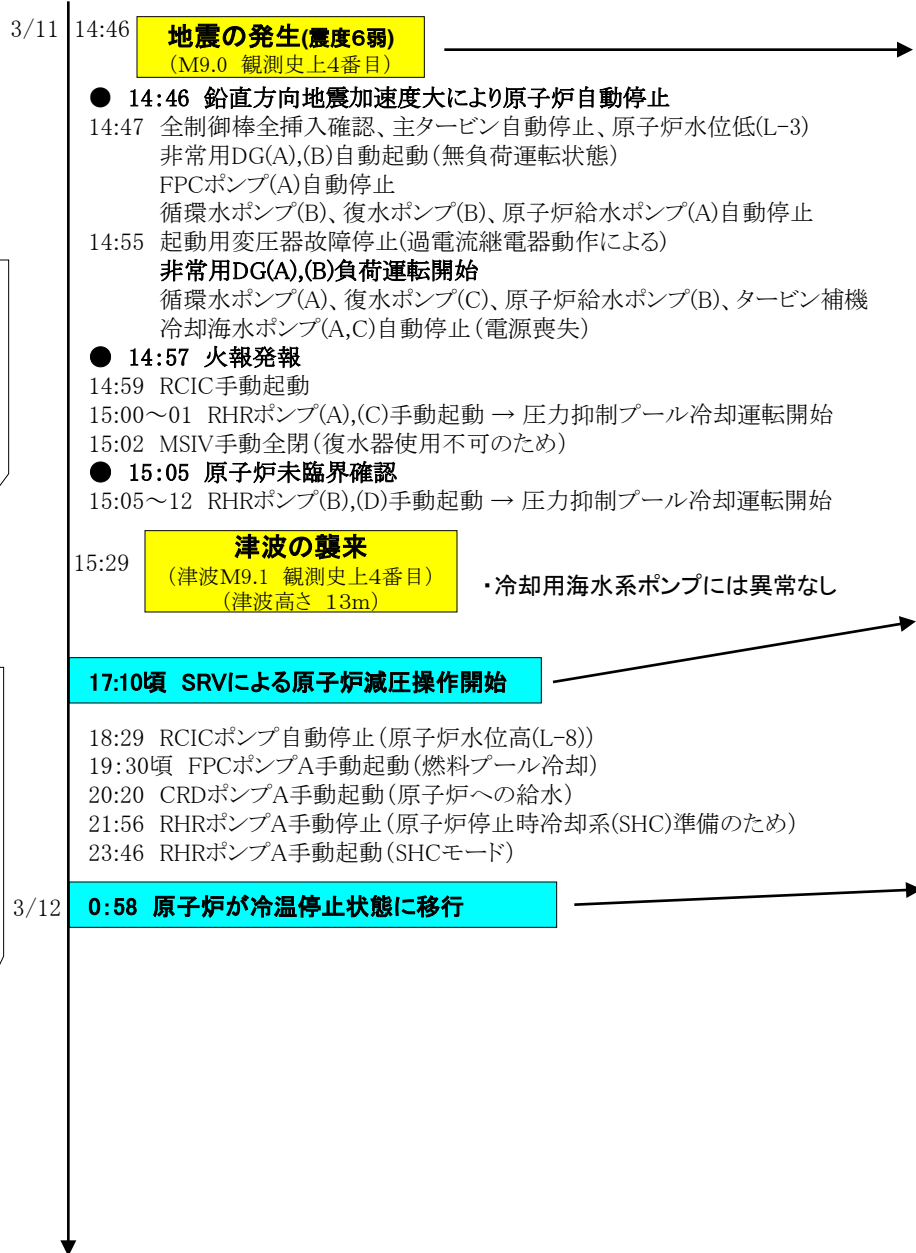 3/11 14:46 地震の発生(震度6弱)
(M9.0 観測史上4番目)
● 14:46 鉛直方向地震加速度大により原子炉自動停止
14:47 全制御棒全挿入確認、主タービン自動停止、原子炉水位低(L-3)
非常用DG(A),(B)自動起動(無負荷運転状態)
FPCポンプ(A)自動停止
循環水ポンプ(B)、復水ポンプ(B)、原子炉給水ポンプ(A)自動停止
14:55 起動用変圧器故障停止(過電流継電器動作による)
非常用DG(A),(B)負荷運転開始
循環水ポンプ(A)、復水ポンプ(C)、原子炉給水ポンプ(B)、タービン補機
冷却海水ポンプ(A,C)自動停止(電源喪失)
● 14:57 火報発報
14:59 RCIC手動起動
15:00～01 RHRポンプ(A),(C)手動起動 → 圧力抑制プール冷却運転開始
15:02 MSIV手動全閉(復水器使用不可のため)
● 15:05 原子炉未臨界確認
15:05～12 RHRポンプ(B),(D)手動起動 → 圧力抑制プール冷却運転開始
15:29 津波の襲来
(津波M9.1 観測史上4番目)
(津波高さ 13m)
・冷却用海水系ポンプには異常なし
17:10頃 SRVによる原子炉減圧操作開始
18:29 RCICポンプ自動停止(原子炉水位高(L-8))
19:30頃 FPCポンプA手動起動(燃料プール冷却)
20:20 CRDポンプA手動起動(原子炉への給水)
21:56 RHRポンプA手動停止(原子炉停止時冷却系(SHC)準備のため)
23:46 RHRポンプA手動起動(SHCモード)
3/12 0:58 原子炉が冷温停止状態に移行